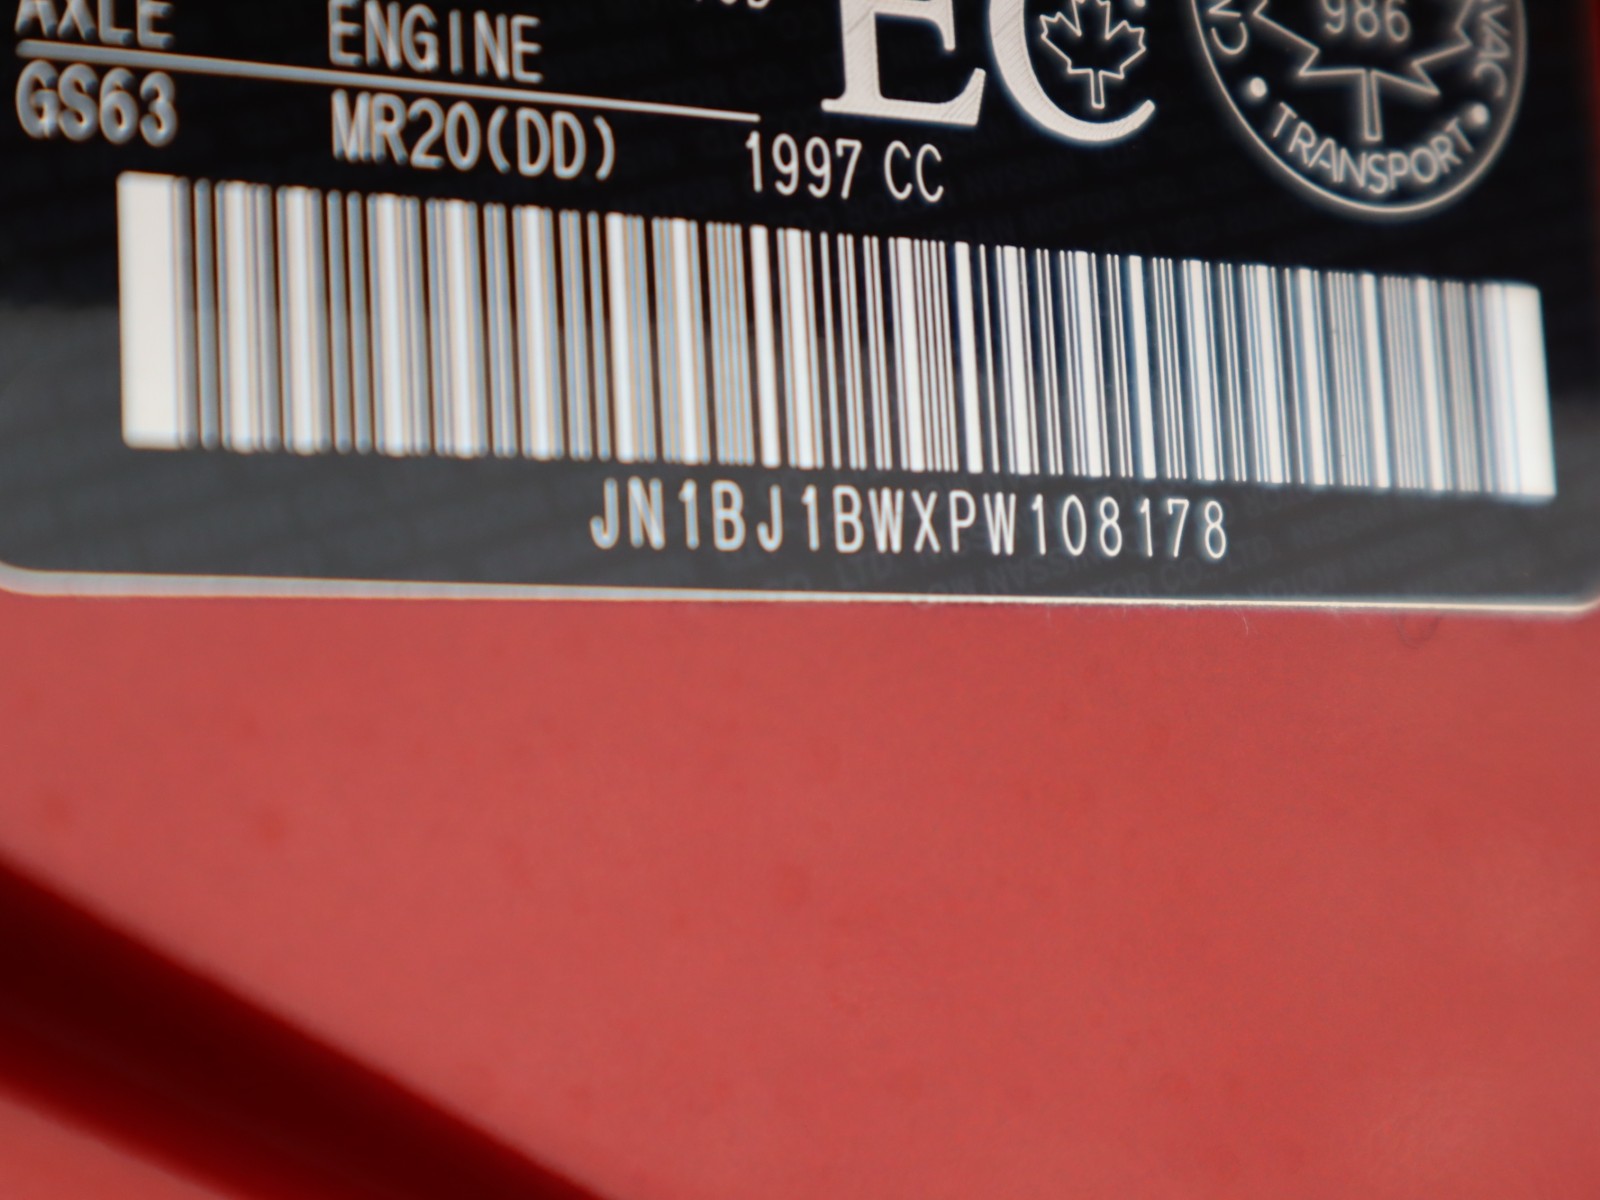 AXLE ENGINE
GS63 MR20(DD) 1997 CC
EC
986
TRANSPORT
JN1BJ1BWXPW108178